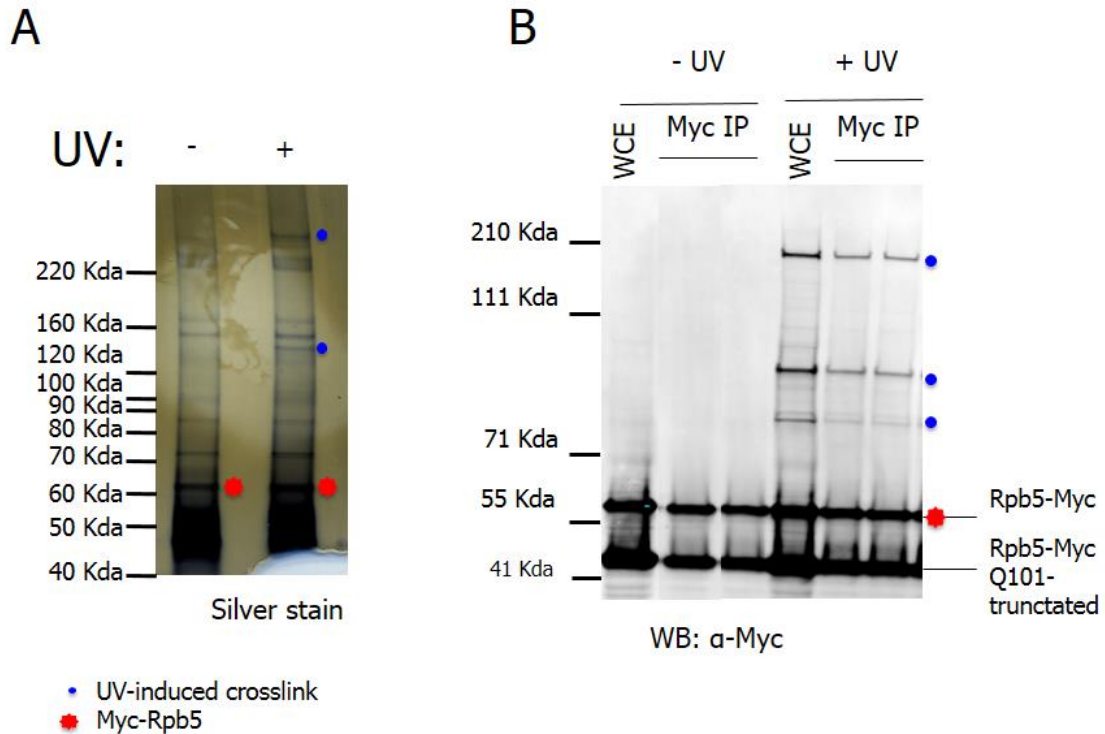 A
UV: - +
220 Kda
160 Kda
120 Kda
100 Kda
90 Kda
80 Kda
70 Kda
60 Kda
50 Kda
40 Kda
Silver stain
UV-induced crosslink
Myc-Rpb5
B
- UV + UV
WCE Myc IP WCE Myc IP
210 Kda
111 Kda
71 Kda
55 Kda
41 Kda
Rpb5-Myc
Rpb5-Myc
Q101-
trunctated
WB: α-Myc